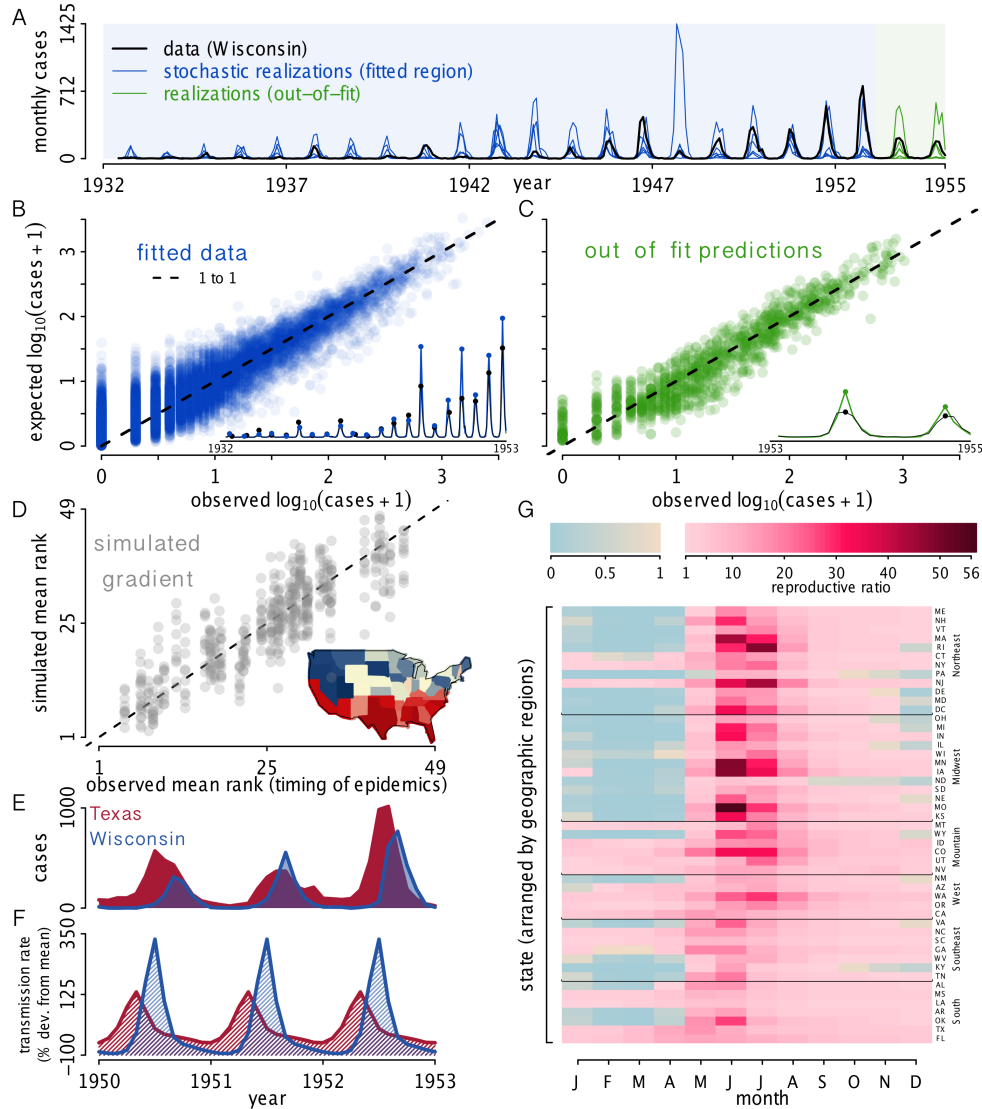 A
monthly cases
1425
712
0
data (Wisconsin)
stochastic realizations (fitted region)
realizations (out–of–fit)
1932
1937
1942
1947
1952
1955
year
B
expected log10(cases + 1)
3
2
1
0
fitted data
1 to 1
1932
1953
0
1
2
3
observed log10(cases + 1)
C
out of fit predictions
1953
1955
0
1
2
3
observed log10(cases + 1)
D
simulated mean rank
49
25
1
simulated
gradient
1
25
49
observed mean rank (timing of epidemics)
E
cases
1000
0
Texas
Wisconsin
F
transmission rate
(% dev. from mean)
350
125
−100
1950
1951
1952
1953
year
G
0
0.5
1
1
10
20
30
40
50
56
reproductive ratio
state (arranged by geographic regions)
ME
NH
VT
MA
RI
CT
NY
PA
NJ
DE
MD
DC
Northeast
OH
MI
IN
IL
WI
MN
IA
ND
SD
NE
MO
KS
Midwest
MT
WY
ID
CO
UT
NV
Mountain
NM
AZ
WA
OR
CA
West
VA
NC
SC
GA
WV
KY
TN
Southeast
AL
MS
LA
AR
OK
TX
FL
South
J
F
M
A
M
J
J
A
S
O
N
D
month